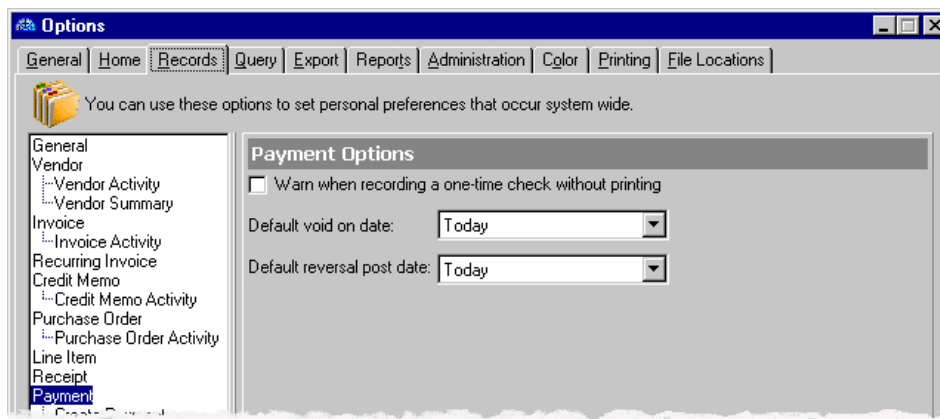 Options
General Home Records Query Export Reports Administration Color Printing File Locations
You can use these options to set personal preferences that occur system wide.
General
Vendor
Vendor Activity
Vendor Summary
Invoice
Invoice Activity
Recurring Invoice
Credit Memo
Credit Memo Activity
Purchase Order
Purchase Order Activity
Line Item
Receipt
Payment
Payment Options
Warn when recording a one-time check without printing
Default void on date: Today
Default reversal post date: Today